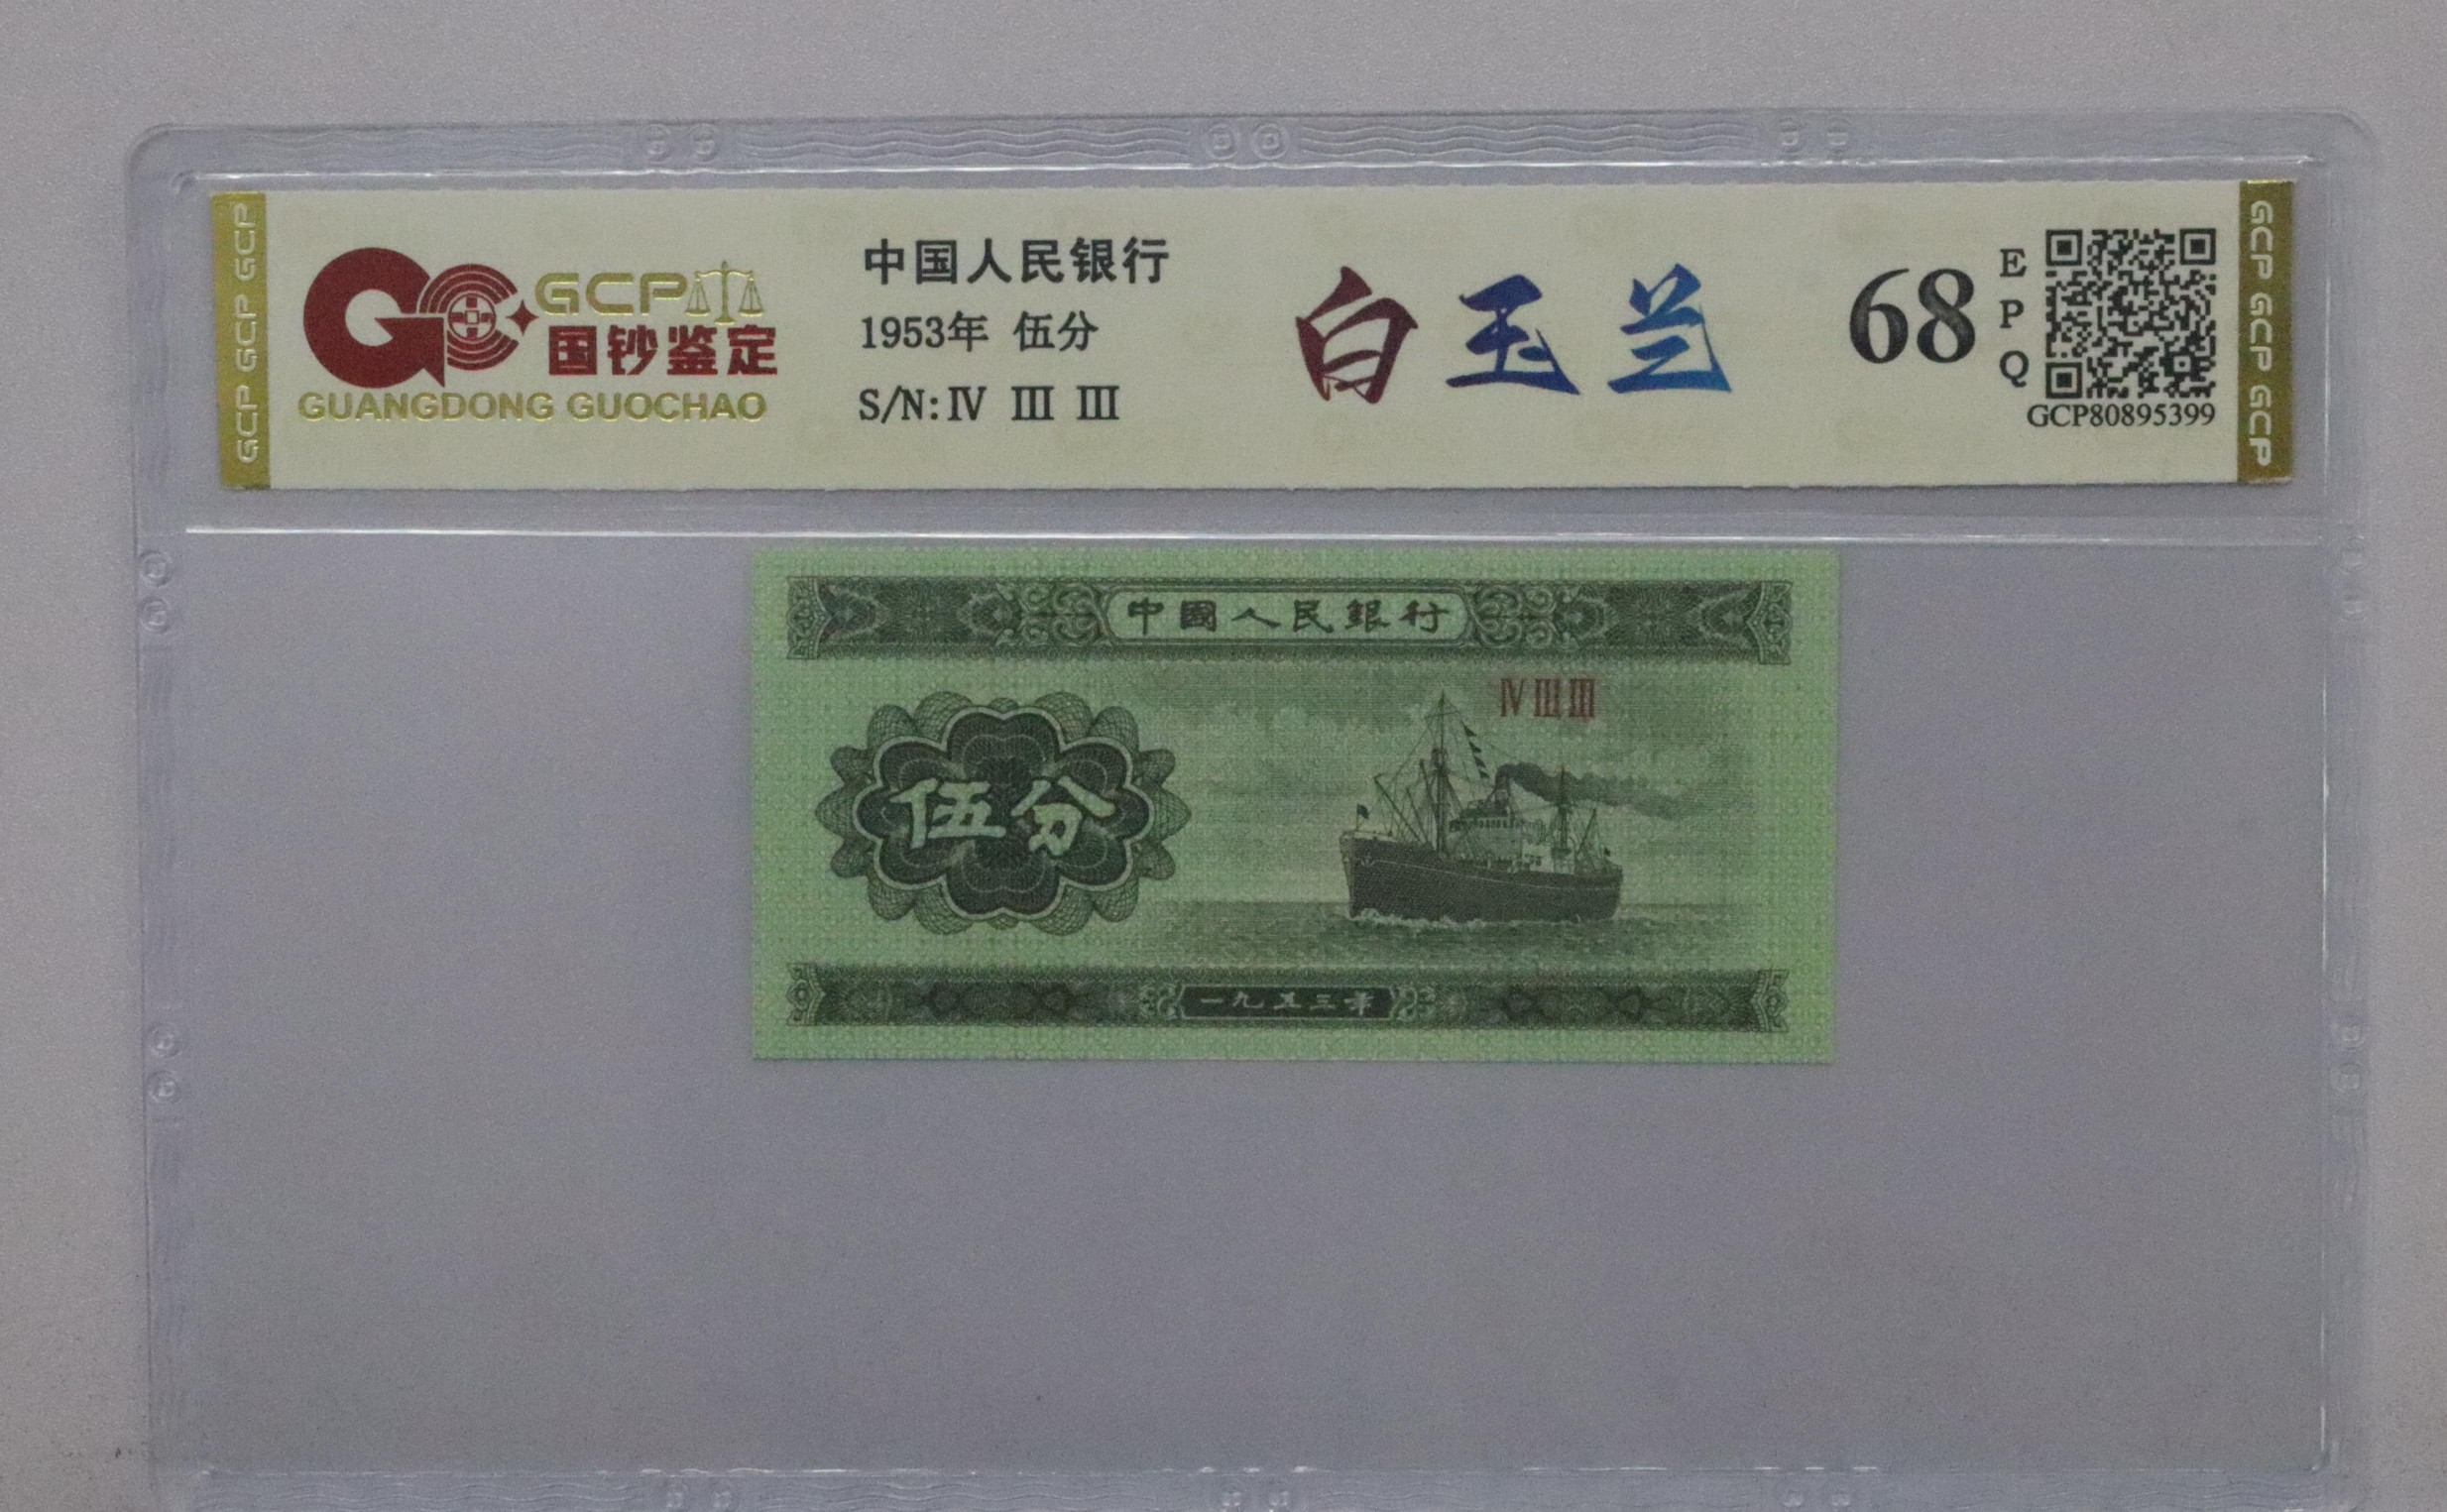 GCP GCP GCP
GCP
国钞鉴定
GUANGDONG GUOCHAO
中国人民银行
1953年 伍分
S/N: Ⅳ Ⅲ Ⅲ
白玉兰
68
EPQ
GCP80895399
GCP GCP GCP
中國人民銀行
Ⅳ Ⅲ Ⅲ
伍分
一九五三年